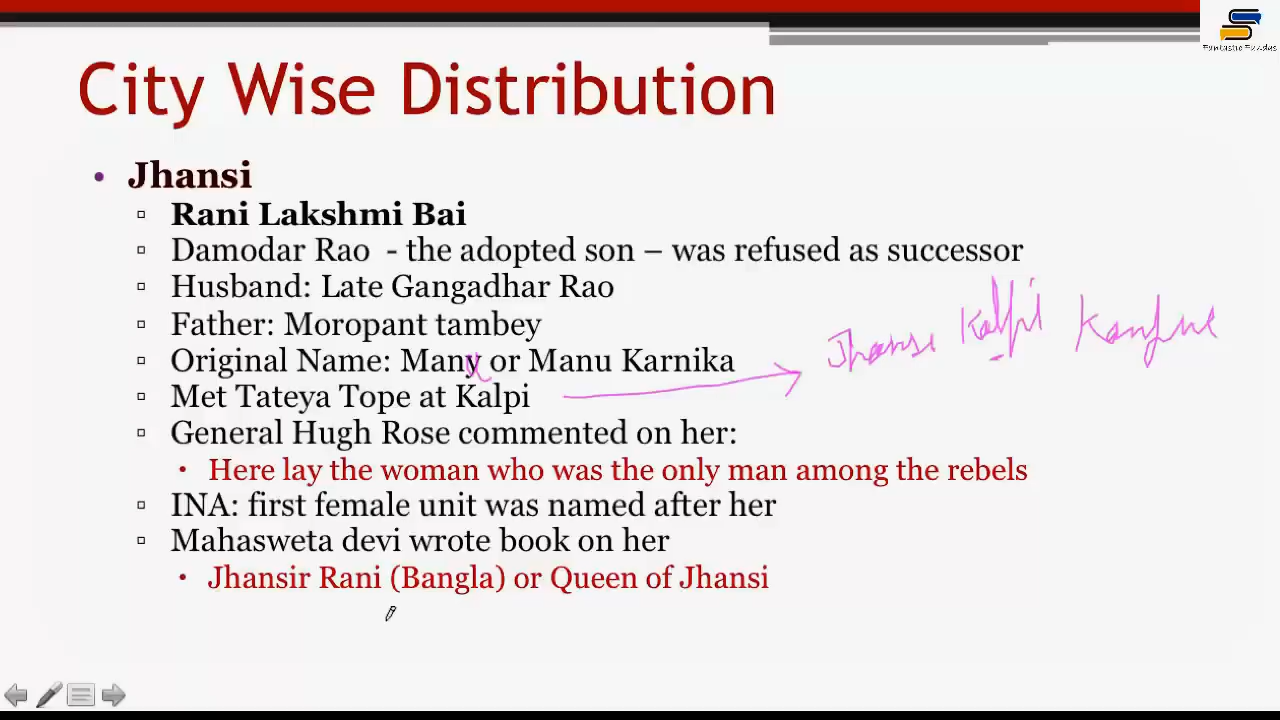 City Wise Distribution
• Jhansi
▫ Rani Lakshmi Bai
▫ Damodar Rao - the adopted son – was refused as successor
▫ Husband: Late Gangadhar Rao
▫ Father: Moropant tambey
Jhansi Kalpi Kanpur
▫ Original Name: Many or Manu Karnika
u
▫ Met Tateya Tope at Kalpi
▫ General Hugh Rose commented on her:
• Here lay the woman who was the only man among the rebels
▫ INA: first female unit was named after her
▫ Mahasweta devi wrote book on her
• Jhansir Rani (Bangla) or Queen of Jhansi